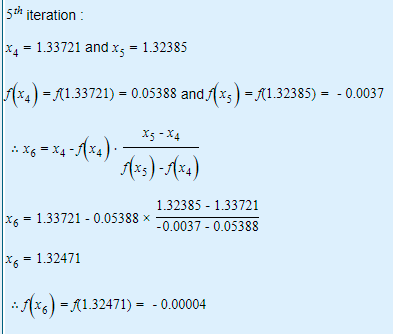 5th iteration :
x4 = 1.33721 and x5 = 1.32385
f(x4) = f(1.33721) = 0.05388 and f(x5) = f(1.32385) = - 0.0037
∴ x6 = x4 - f(x4) ⋅ (x5 - x4) / (f(x5) - f(x4))
x6 = 1.33721 - 0.05388 × (1.32385 - 1.33721) / (-0.0037 - 0.05388)
x6 = 1.32471
∴ f(x6) = f(1.32471) = - 0.00004